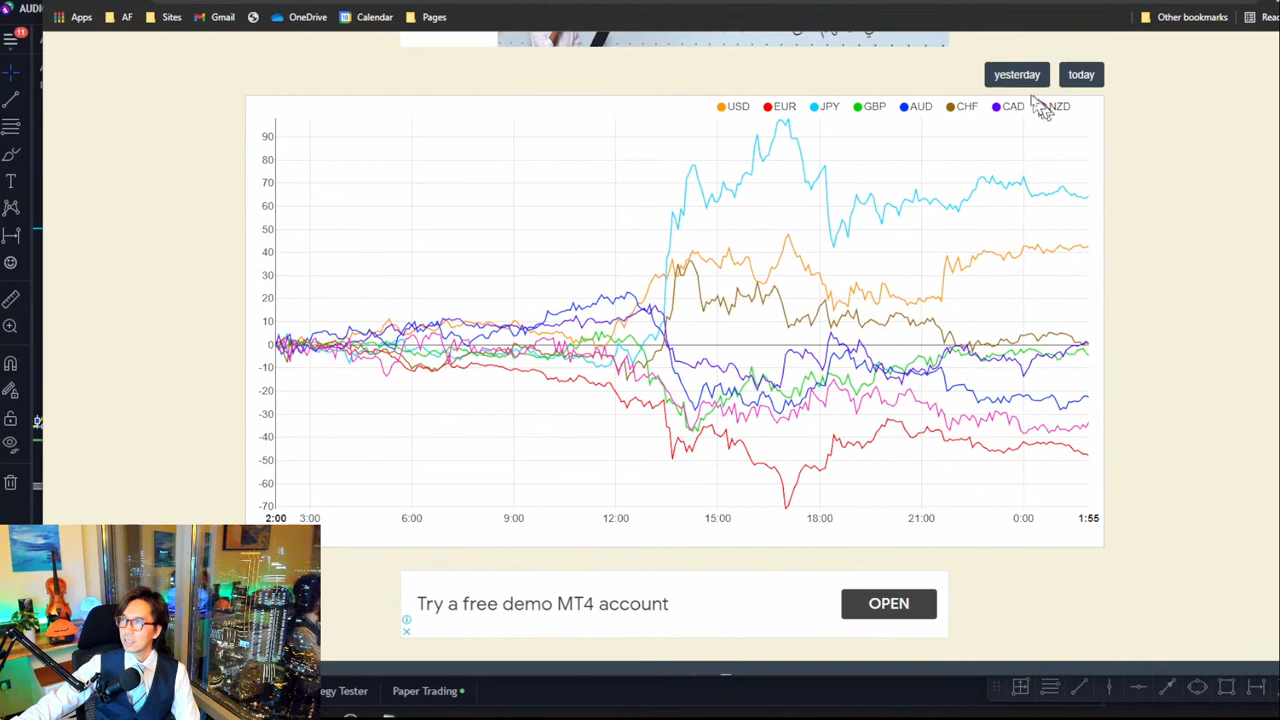 AUDIO
Apps
AF
Sites
Gmail
OneDrive
Calendar
Pages
Other bookmarks
11
yesterday
today
USD
EUR
JPY
GBP
AUD
CHF
CAD
NZD
90
80
70
60
50
40
30
20
10
0
-10
-20
-30
-40
-50
-60
-70
2:00
3:00
6:00
9:00
12:00
15:00
18:00
21:00
0:00
1:55
Try a free demo MT4 account
OPEN
Tester
Paper Trading